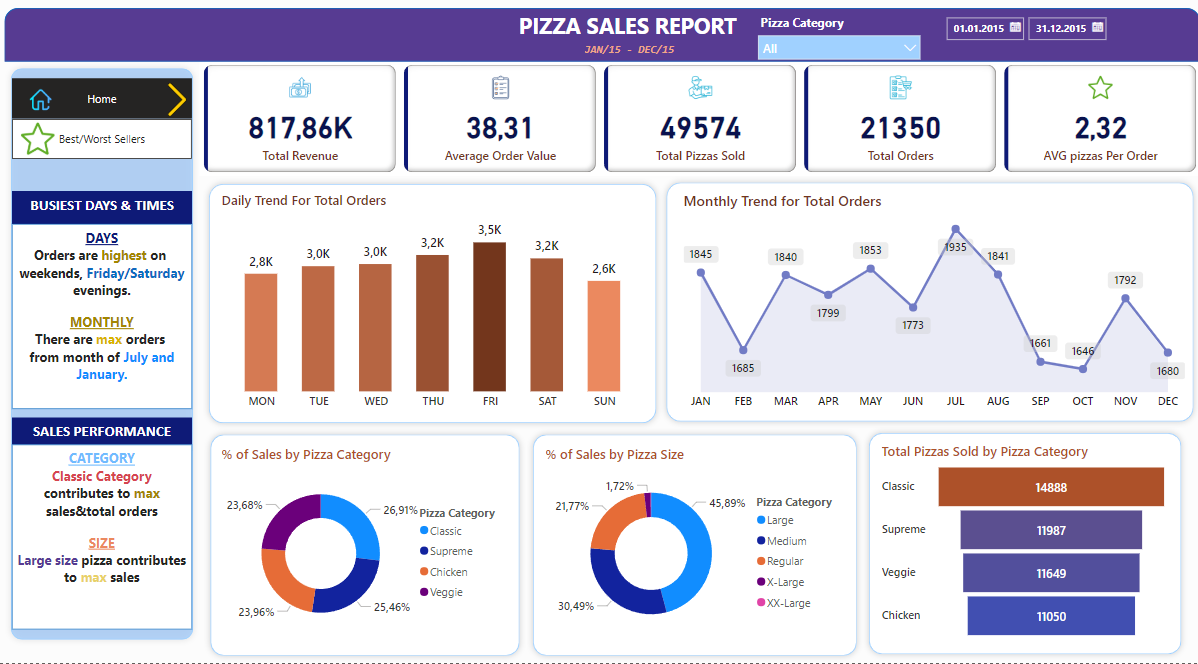 PIZZA SALES REPORT
JAN/15 - DEC/15
Pizza Category
All
01.01.2015
31.12.2015
Home
Best/Worst Sellers
BUSIEST DAYS & TIMES
DAYS
Orders are highest on
weekends, Friday/Saturday
evenings.
MONTHLY
There are max orders
from month of July and
January.
SALES PERFORMANCE
CATEGORY
Classic Category
contributes to max
sales&total orders
SIZE
Large size pizza contributes
to max sales
817,86K
Total Revenue
38,31
Average Order Value
49574
Total Pizzas Sold
21350
Total Orders
2,32
AVG pizzas Per Order
Daily Trend For Total Orders
2,8K
3,0K
3,0K
3,2K
3,5K
3,2K
2,6K
MON
TUE
WED
THU
FRI
SAT
SUN
Monthly Trend for Total Orders
1845
1685
1840
1799
1853
1773
1935
1841
1661
1646
1792
1680
JAN
FEB
MAR
APR
MAY
JUN
JUL
AUG
SEP
OCT
NOV
DEC
% of Sales by Pizza Category
23,68%
26,91%
23,96%
25,46%
Pizza Category
Classic
Supreme
Chicken
Veggie
% of Sales by Pizza Size
1,72%
21,77%
45,89%
30,49%
Pizza Category
Large
Medium
Regular
X-Large
XX-Large
Total Pizzas Sold by Pizza Category
Classic 14888
Supreme 11987
Veggie 11649
Chicken 11050